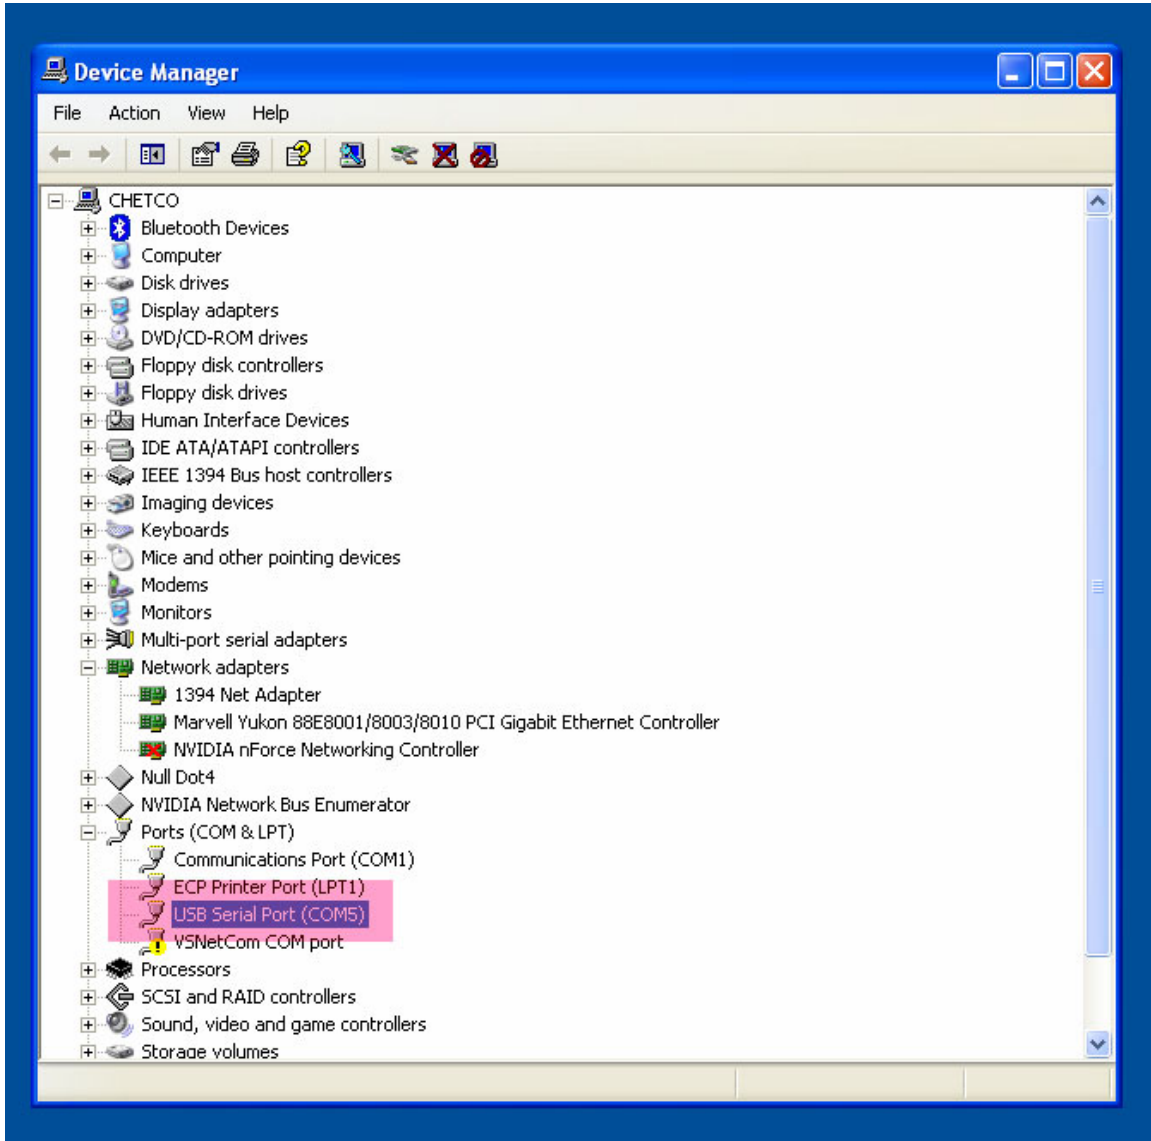 Device Manager
File Action View Help
CHETCO
Bluetooth Devices
Computer
Disk drives
Display adapters
DVD/CD-ROM drives
Floppy disk controllers
Floppy disk drives
Human Interface Devices
IDE ATA/ATAPI controllers
IEEE 1394 Bus host controllers
Imaging devices
Keyboards
Mice and other pointing devices
Modems
Monitors
Multi-port serial adapters
Network adapters
1394 Net Adapter
Marvell Yukon 88E8001/8003/8010 PCI Gigabit Ethernet Controller
NVIDIA nForce Networking Controller
Null Dot4
NVIDIA Network Bus Enumerator
Ports (COM & LPT)
Communications Port (COM1)
ECP Printer Port (LPT1)
USB Serial Port (COM5)
VSNetCom COM port
Processors
SCSI and RAID controllers
Sound, video and game controllers
Storage volumes